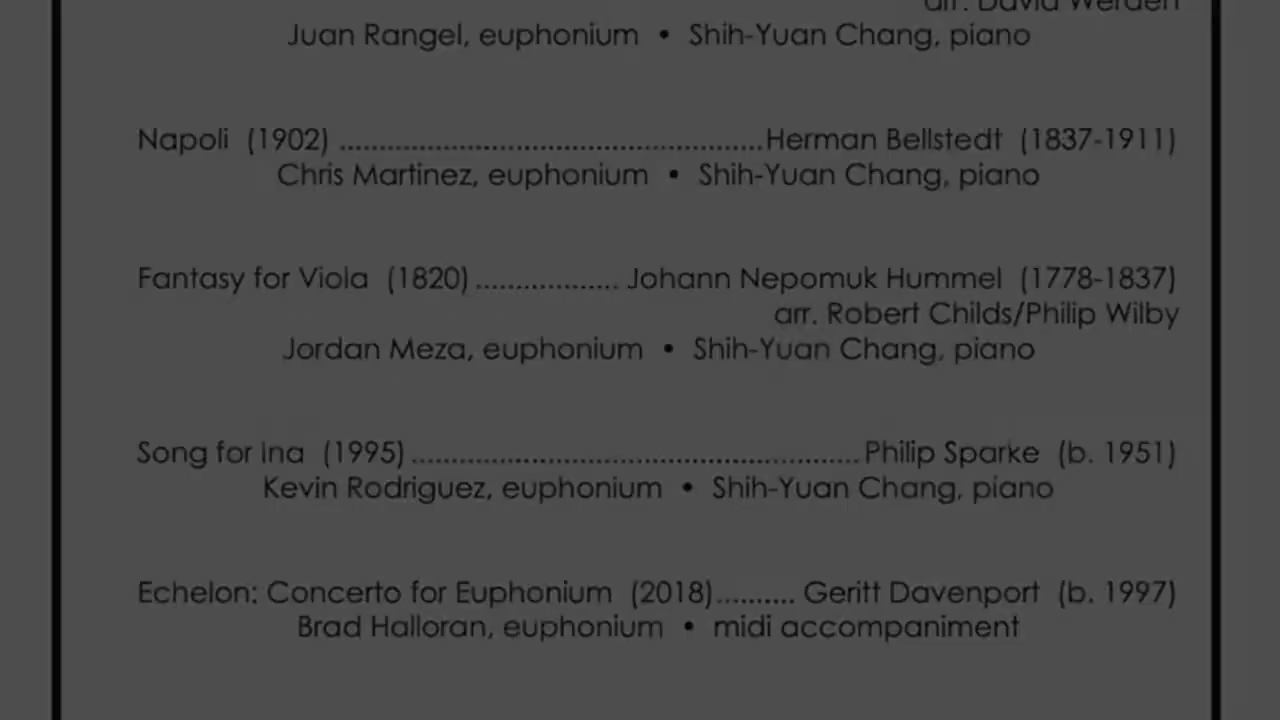 arr. David Werden
Juan Rangel, euphonium • Shih-Yuan Chang, piano
Napoli (1902) .....................................................Herman Bellstedt (1837-1911)
Chris Martinez, euphonium • Shih-Yuan Chang, piano
Fantasy for Viola (1820) .................. Johann Nepomuk Hummel (1778-1837)
arr. Robert Childs/Philip Wilby
Jordan Meza, euphonium • Shih-Yuan Chang, piano
Song for Ina (1995) ........................................................Philip Sparke (b. 1951)
Kevin Rodriguez, euphonium • Shih-Yuan Chang, piano
Echelon: Concerto for Euphonium (2018).......... Geritt Davenport (b. 1997)
Brad Halloran, euphonium • midi accompaniment